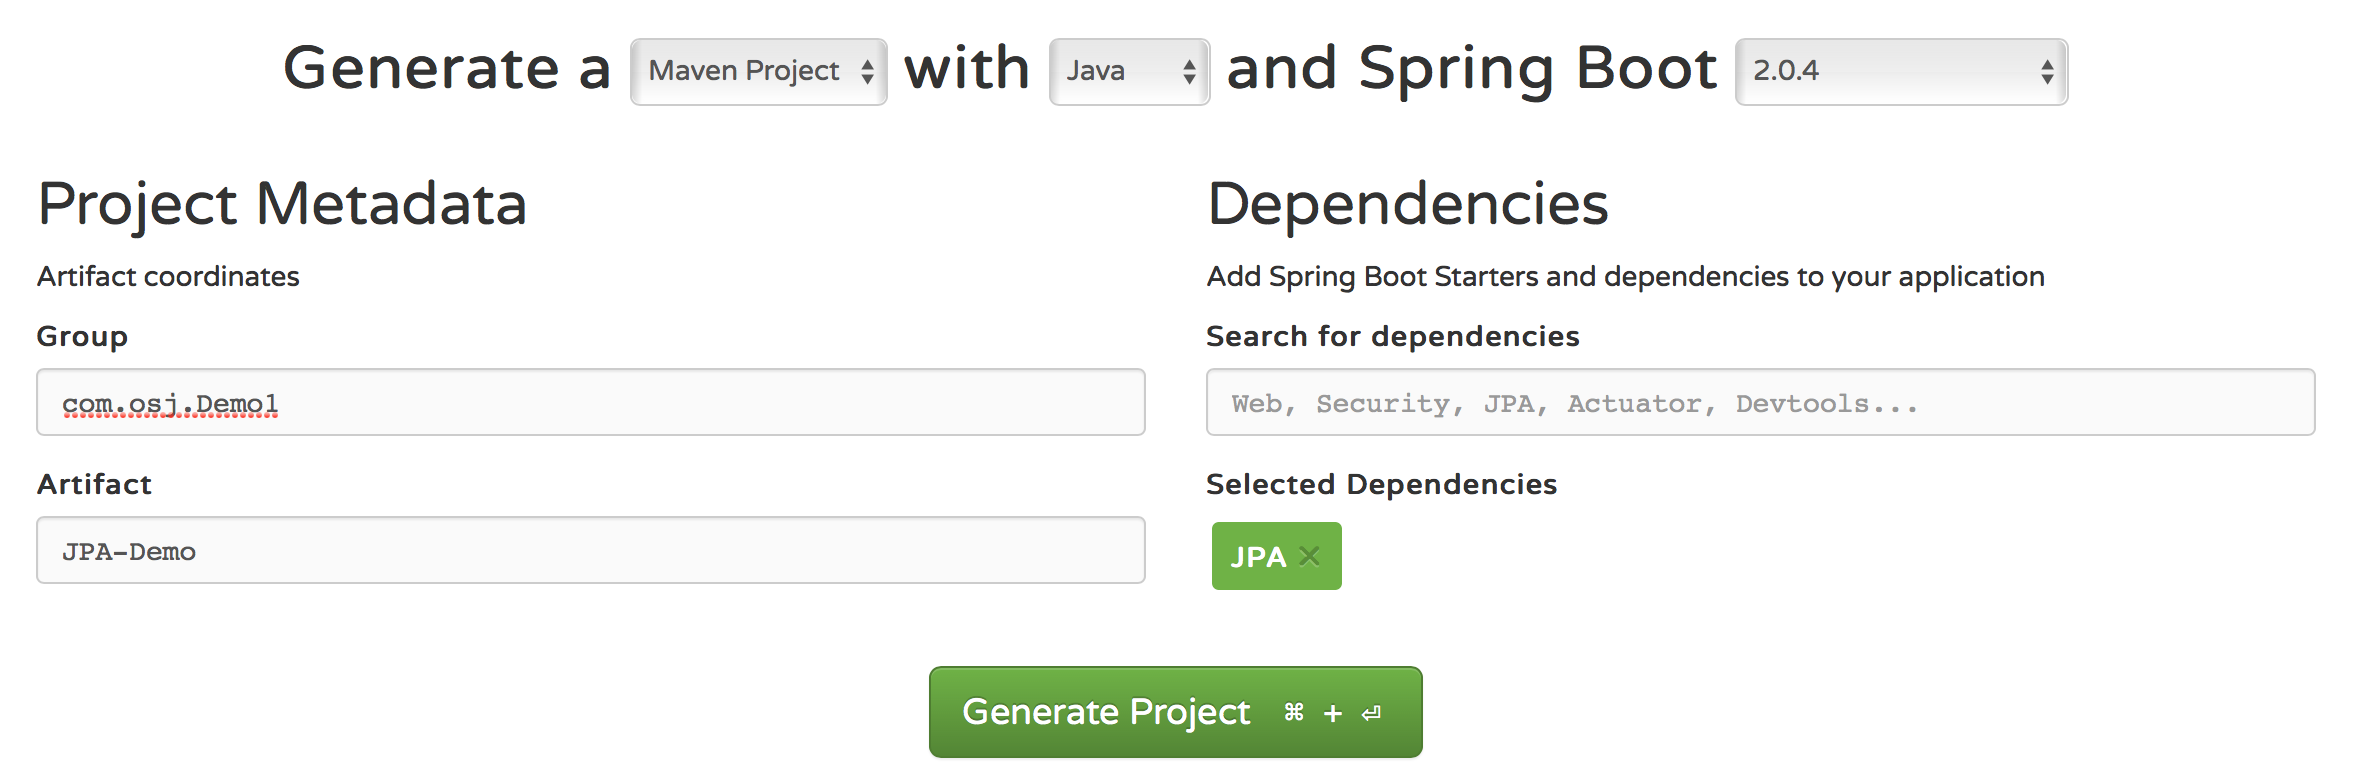 Generate a Maven Project with Java and Spring Boot 2.0.4
Project Metadata
Artifact coordinates
Group
com.osj.Demo1
Artifact
JPA-Demo
Dependencies
Add Spring Boot Starters and dependencies to your application
Search for dependencies
Web, Security, JPA, Actuator, Devtools...
Selected Dependencies
JPA ×
Generate Project ⌘ + ⏎